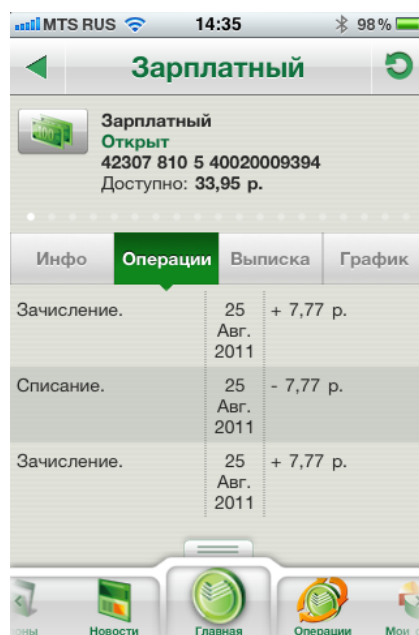 MTS RUS 14:35 98%
Зарплатный
Зарплатный
Открыт
42307 810 5 40020009394
Доступно: 33,95 р.
Инфо Операции Выписка График
Зачисление. 25 + 7,77 р.
Авг.
2011
Списание. 25 - 7,77 р.
Авг.
2011
Зачисление. 25 + 7,77 р.
Авг.
2011
Новости Главная Операции Мои